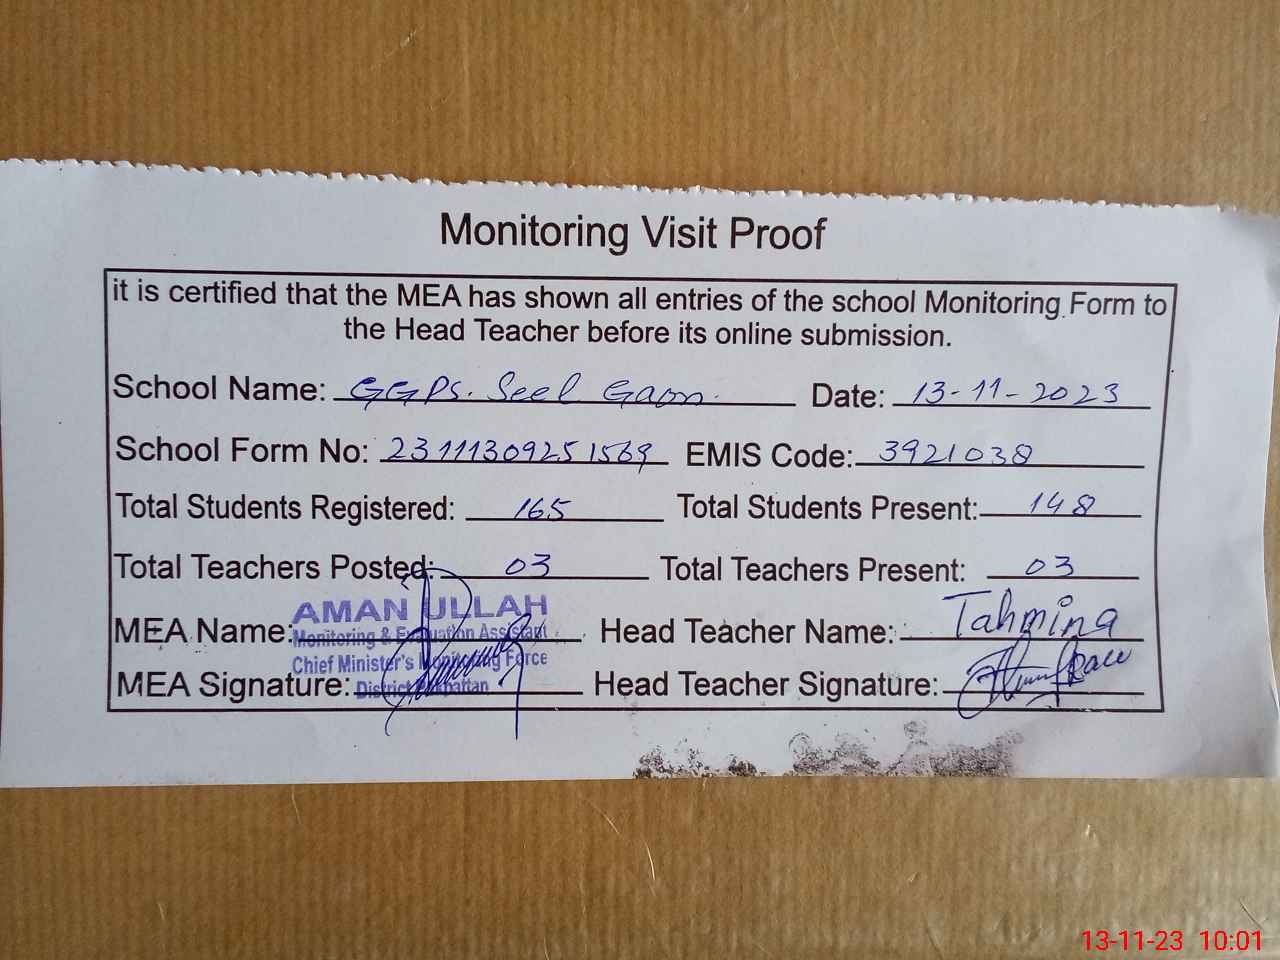 Monitoring Visit Proof
it is certified that the MEA has shown all entries of the school Monitoring Form to
the Head Teacher before its online submission.
School Name: GGPS. Seel Gaon. Date: 13-11-2023
School Form No: 23111309251569 EMIS Code: 3921038
Total Students Registered: 165 Total Students Present: 148
Total Teachers Posted: 03 Total Teachers Present: 03
AMAN ULLAH
MEA Name: Monitoring & Evaluation Assistant Head Teacher Name: Tahmina
Chief Minister's Monitoring Force
MEA Signature: District Pakpattan Head Teacher Signature:
13-11-23 10:01